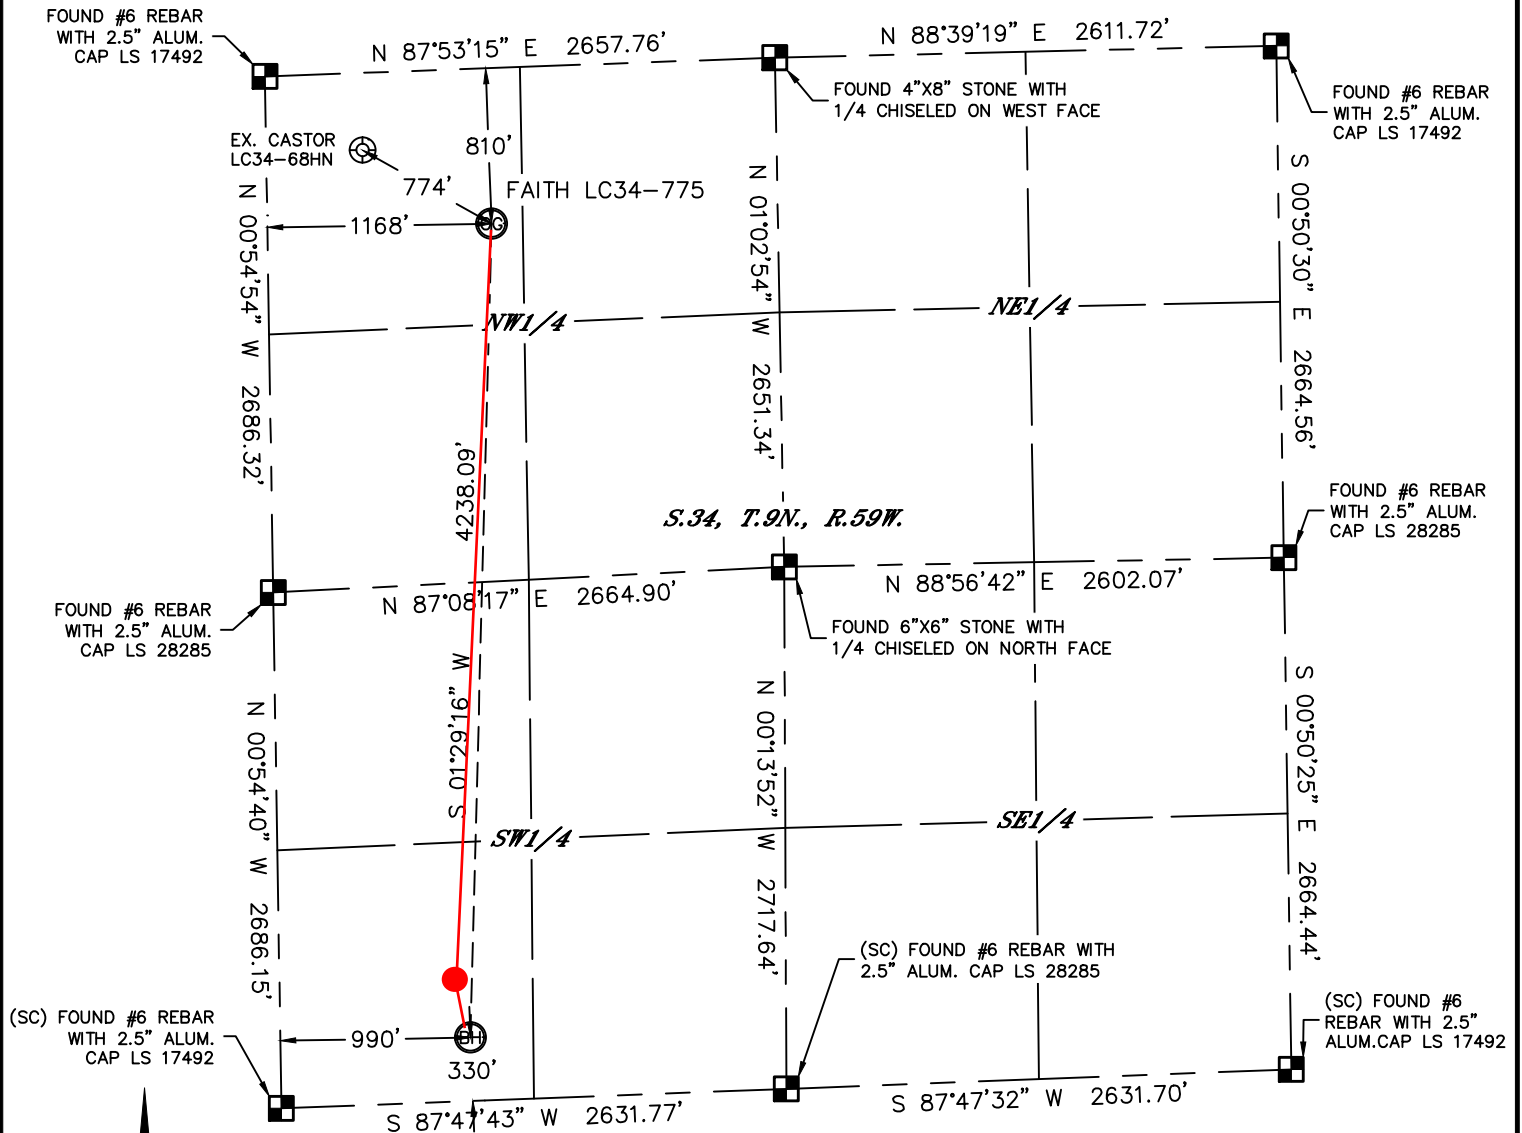 FOUND #6 REBAR
WITH 2.5" ALUM.
CAP LS 17492
N 87°53'15" E 2657.76'
N 88°39'19" E 2611.72'
FOUND 4"X8" STONE WITH
1/4 CHISELED ON WEST FACE
FOUND #6 REBAR
WITH 2.5" ALUM.
CAP LS 17492
EX. CASTOR
LC34-68HN
810'
774'
FAITH LC34-775
1168'
OG
N 00°54'54" W 2686.32'
N 01°02'54" W 2651.34'
S 00°50'30" E 2664.56'
NW1/4
NE1/4
4238.09'
S 01°29'16" W
S.34, T.9N., R.59W.
FOUND #6 REBAR
WITH 2.5" ALUM.
CAP LS 28285
N 87°08'17" E 2664.90'
N 88°56'42" E 2602.07'
FOUND #6 REBAR
WITH 2.5" ALUM.
CAP LS 28285
FOUND 6"X6" STONE WITH
1/4 CHISELED ON NORTH FACE
N 00°54'40" W 2686.15'
N 00°13'52" W 2717.64'
S 00°50'25" E 2664.44'
SW1/4
SE1/4
(SC) FOUND #6 REBAR WITH
2.5" ALUM. CAP LS 28285
(SC) FOUND #6
REBAR WITH 2.5"
ALUM.CAP LS 17492
(SC) FOUND #6 REBAR
WITH 2.5" ALUM.
CAP LS 17492
990'
BH
330'
S 87°47'43" W 2631.77'
S 87°47'32" W 2631.70'